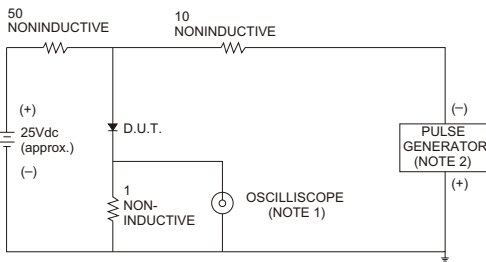 50
NONINDUCTIVE
10
NONINDUCTIVE
(+)
25Vdc
(approx.)
(–)
D.U.T.
1
NON-
INDUCTIVE
OSCILLISCOPE
(NOTE 1)
(–)
PULSE
GENERATOR
(NOTE 2)
(+)